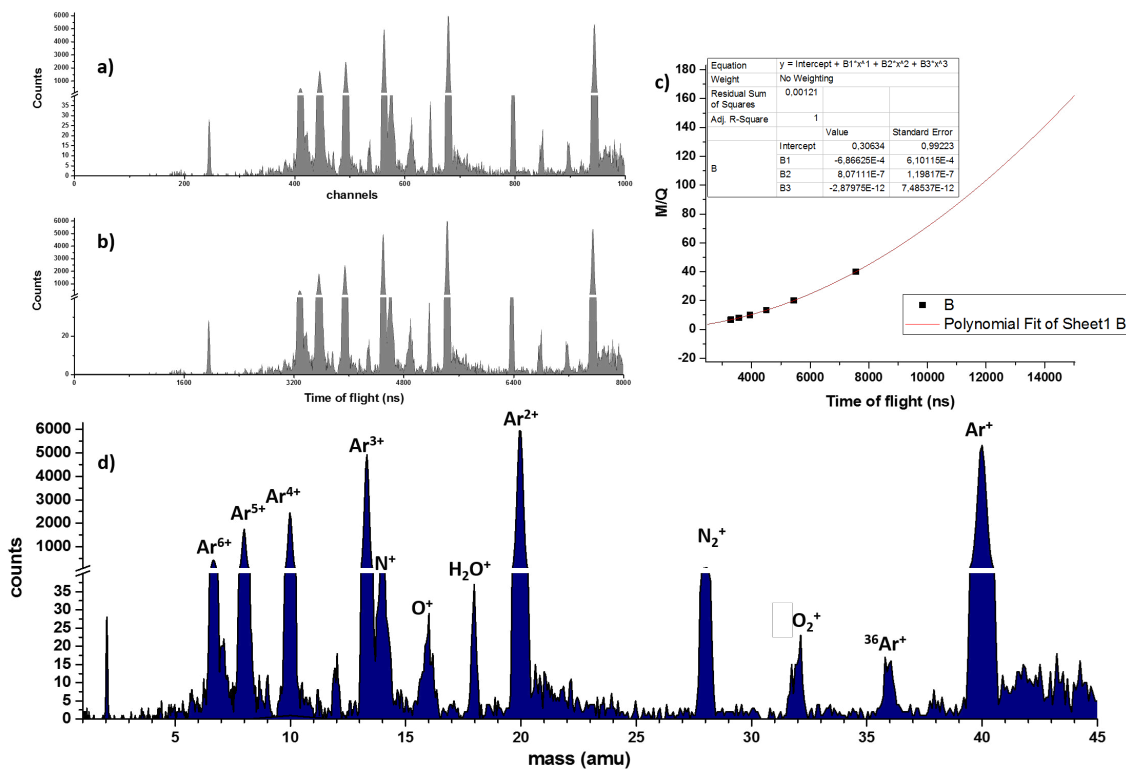 a)
Counts
6000
5000
4000
3000
2000
1000
35
30
25
20
15
10
5
0
0 200 400 600 800 1000
channels
b)
Counts
6000
5000
4000
3000
2000
1000
20
0
0 1600 3200 4800 6400 8000
Time of flight (ns)
c)
M/Q
180
160
140
120
100
80
60
40
20
0
-20
Equation y = Intercept + B1*x^1 + B2*x^2 + B3*x^3
Weight No Weighting
Residual Sum of Squares 0,00121
Adj. R-Square 1
Value Standard Error
B Intercept 0,30634 0,99223
B1 -6,86625E-4 6,10115E-4
B2 8,07111E-7 1,19817E-7
B3 -2,87975E-12 7,48537E-12
B
Polynomial Fit of Sheet1 B
4000 6000 8000 10000 12000 14000
Time of flight (ns)
d)
counts
6000
5000
4000
3000
2000
1000
35
30
25
20
15
10
5
0
Ar⁶⁺
Ar⁵⁺
Ar⁴⁺
Ar³⁺
N⁺
O⁺
H₂O⁺
Ar²⁺
N₂⁺
O₂⁺
³⁶Ar⁺
Ar⁺
5 10 15 20 25 30 35 40 45
mass (amu)